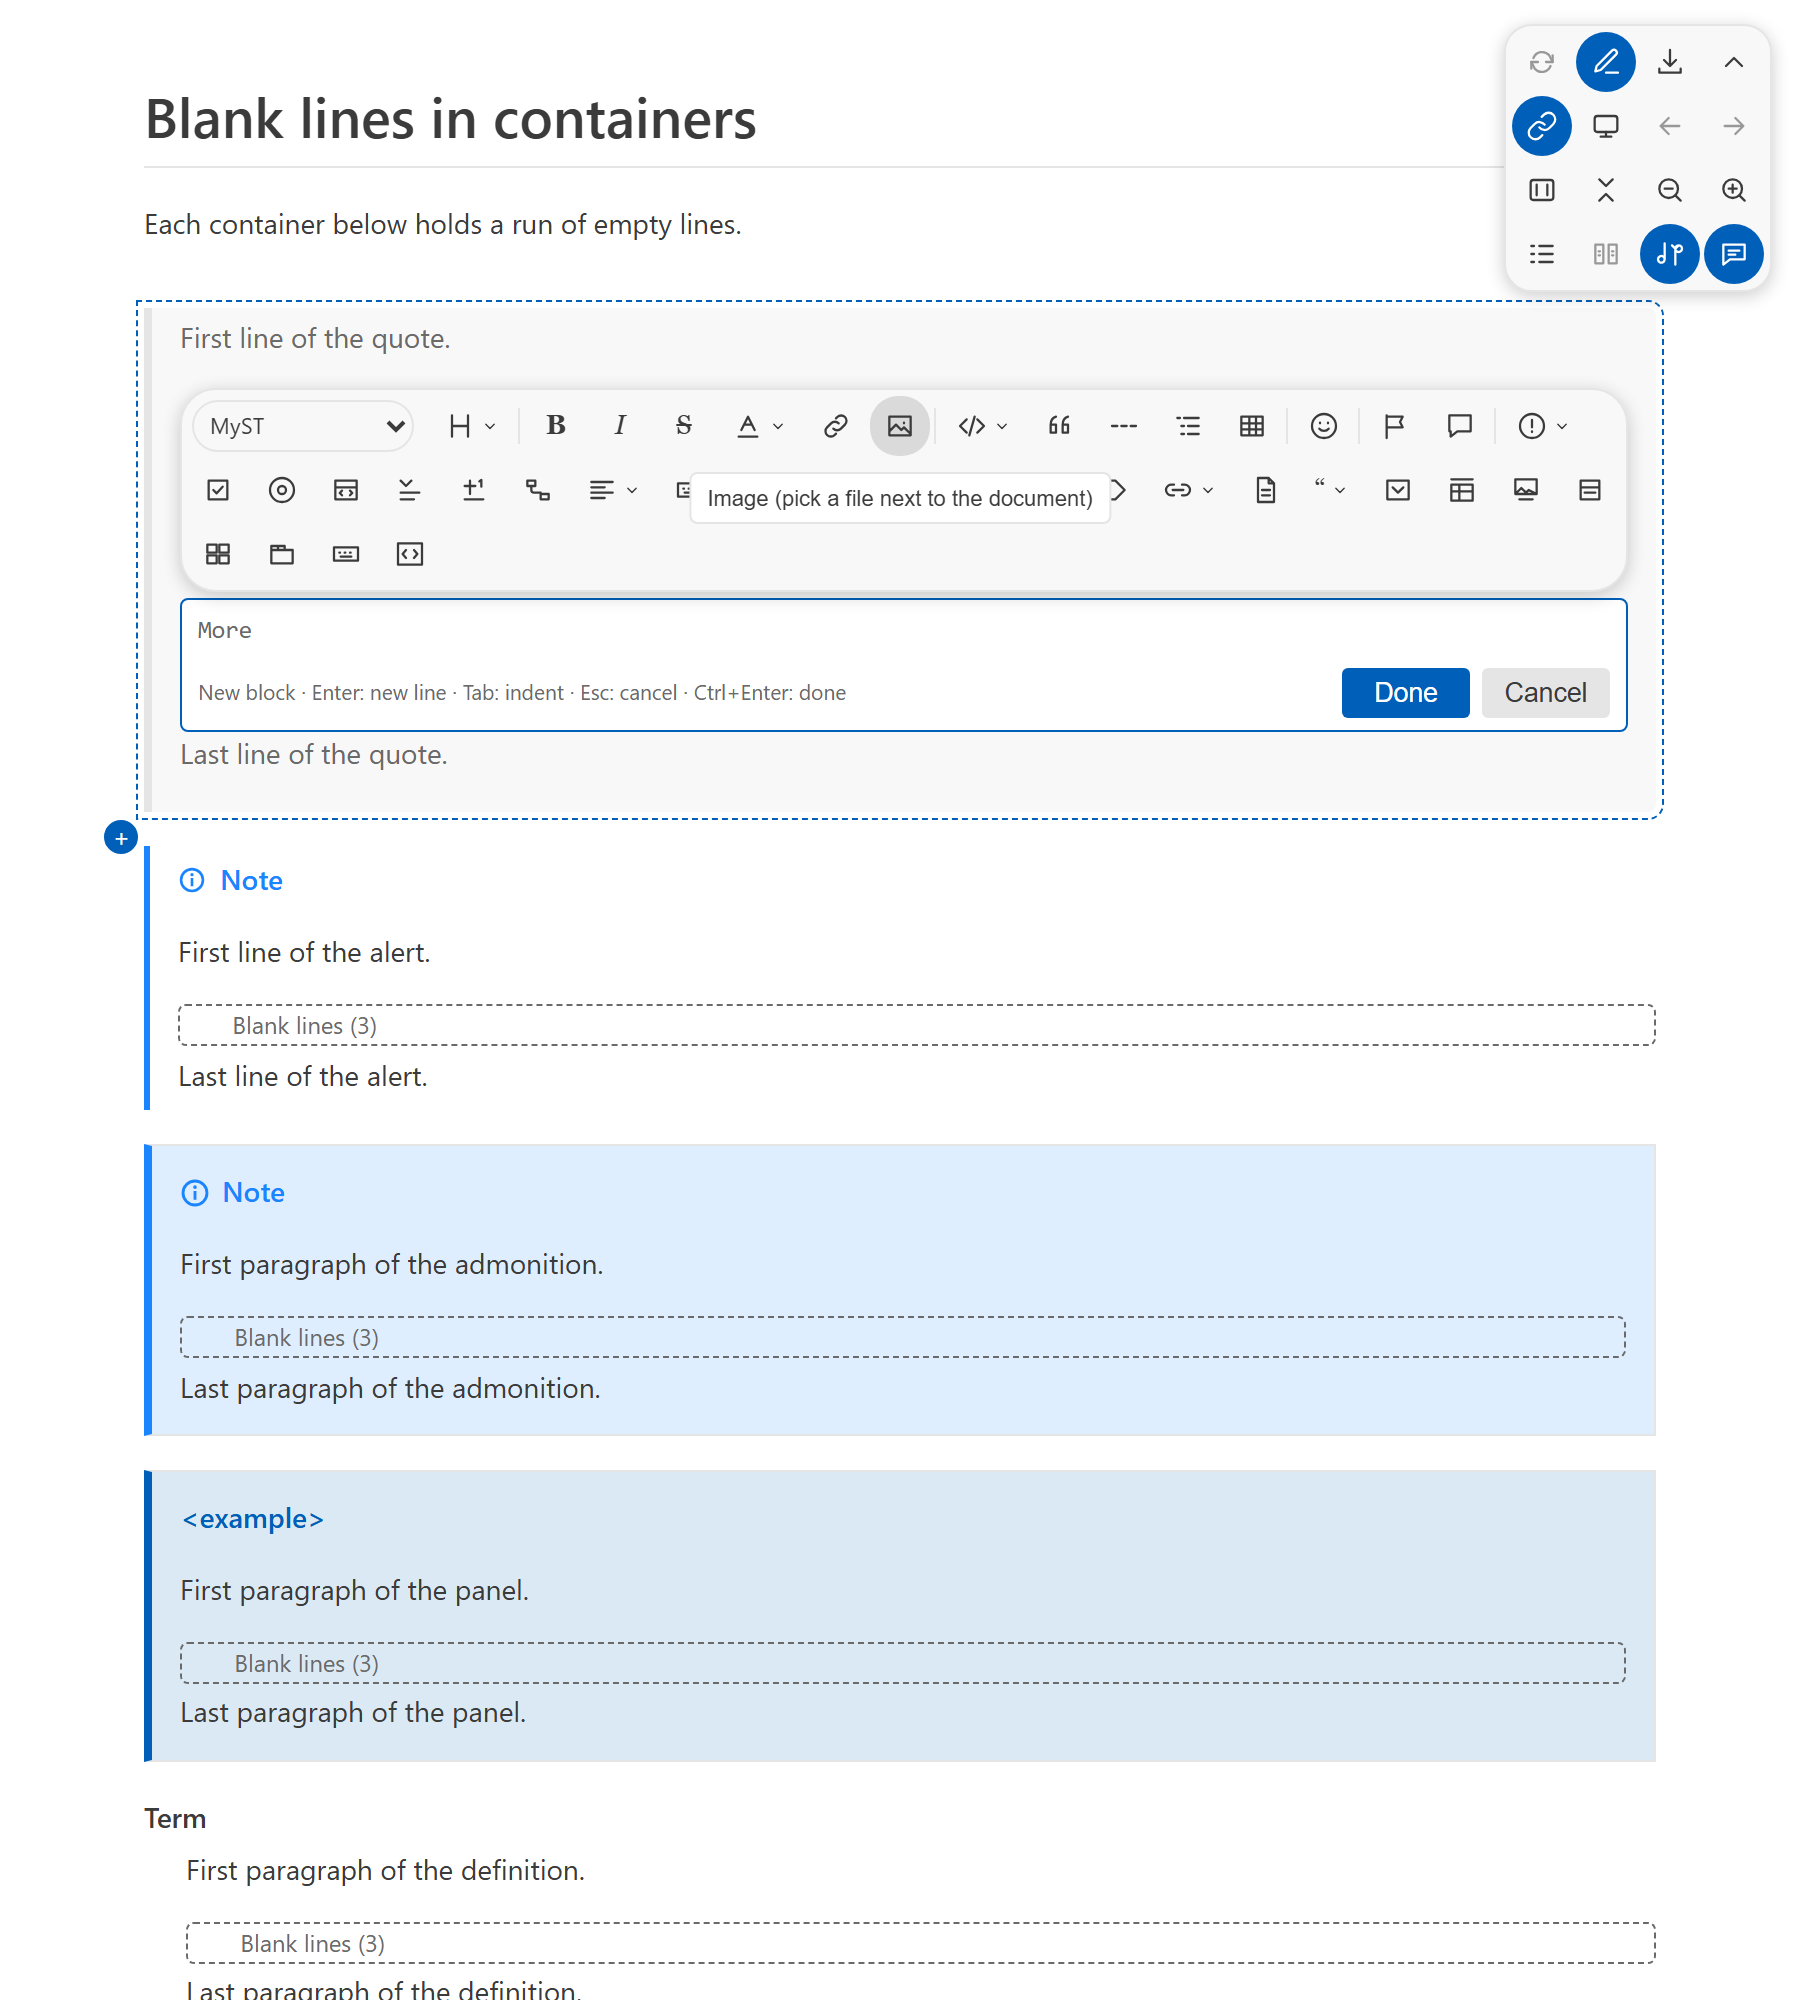 Blank lines in containers
Each container below holds a run of empty lines.
First line of the quote.
MyST
Image (pick a file next to the document)
More
New block · Enter: new line · Tab: indent · Esc: cancel · Ctrl+Enter: done
Done
Cancel
Last line of the quote.
Note
First line of the alert.
Blank lines (3)
Last line of the alert.
Note
First paragraph of the admonition.
Blank lines (3)
Last paragraph of the admonition.
<example>
First paragraph of the panel.
Blank lines (3)
Last paragraph of the panel.
Term
First paragraph of the definition.
Blank lines (3)
Last paragraph of the definition.